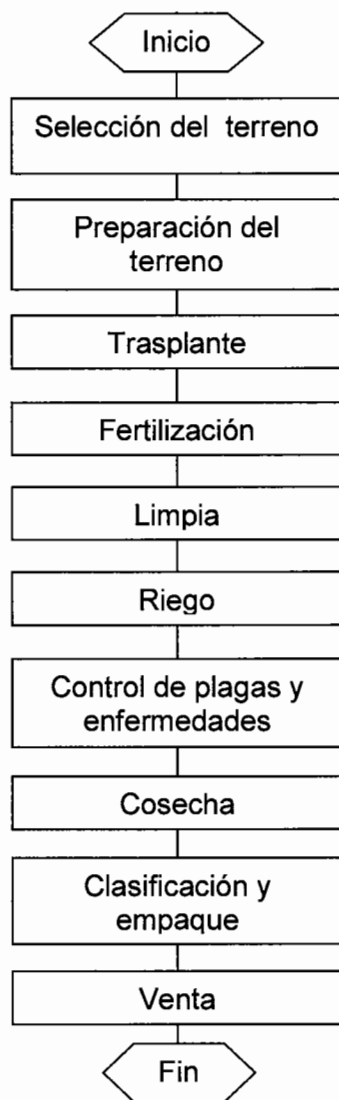 Inicio
Selección del terreno
Preparación del
terreno
Trasplante
Fertilización
Limpia
Riego
Control de plagas y
enfermedades
Cosecha
Clasificación y
empaque
Venta
Fin